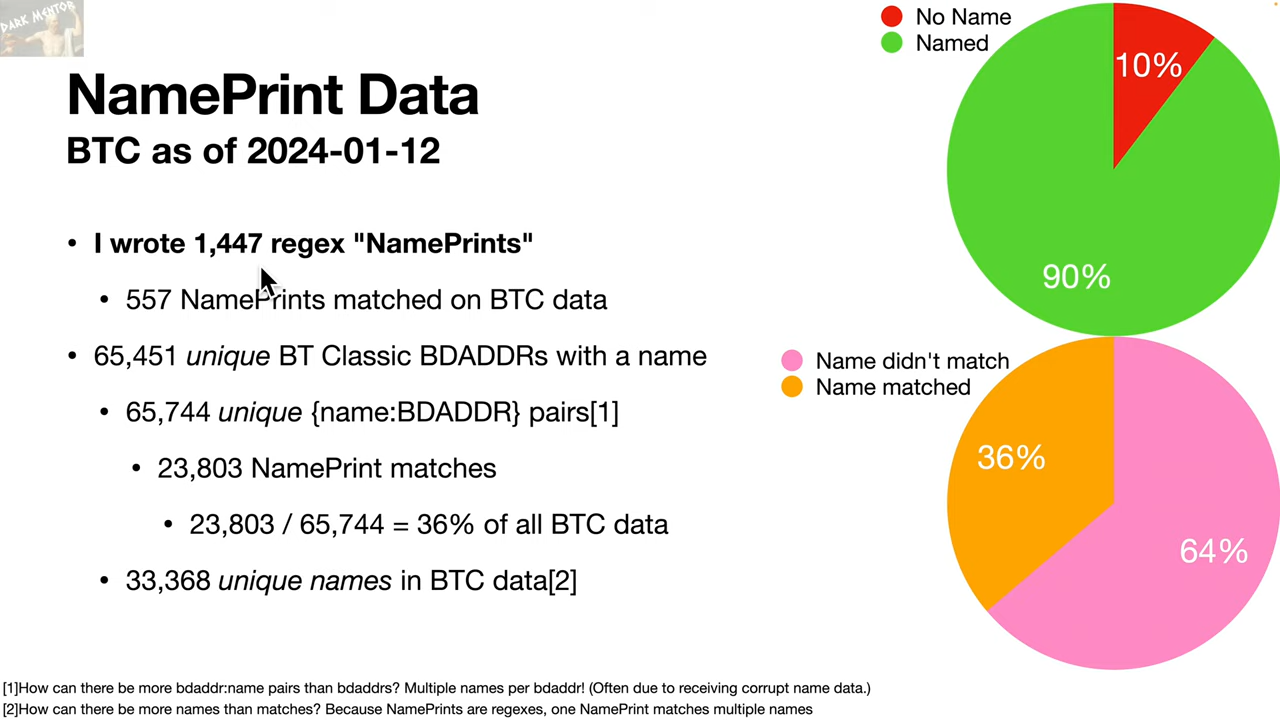 DARK MENTOR
NamePrint Data
BTC as of 2024-01-12
• I wrote 1,447 regex "NamePrints"
• 557 NamePrints matched on BTC data
• 65,451 unique BT Classic BDADDRs with a name
• 65,744 unique {name:BDADDR} pairs[1]
• 23,803 NamePrint matches
• 23,803 / 65,744 = 36% of all BTC data
• 33,368 unique names in BTC data[2]
No Name
Named
10%
90%
Name didn't match
Name matched
36%
64%
[1]How can there be more bdaddr:name pairs than bdaddrs? Multiple names per bdaddr! (Often due to receiving corrupt name data.)
[2]How can there be more names than matches? Because NamePrints are regexes, one NamePrint matches multiple names